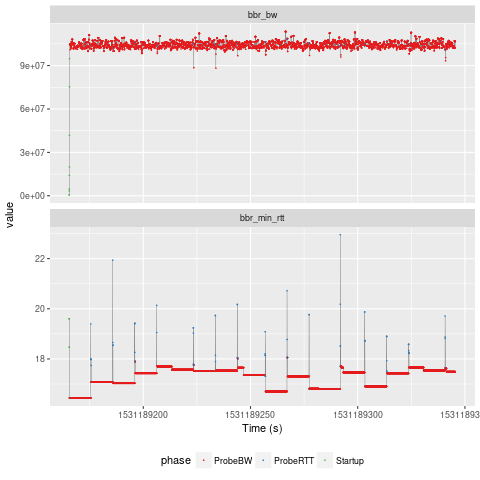 bbr_bw
9e+07
6e+07
3e+07
0e+00
value
bbr_min_rtt
22
20
18
1531189200 1531189250 1531189300 15311893
Time (s)
phase ProbeBW ProbeRTT Startup